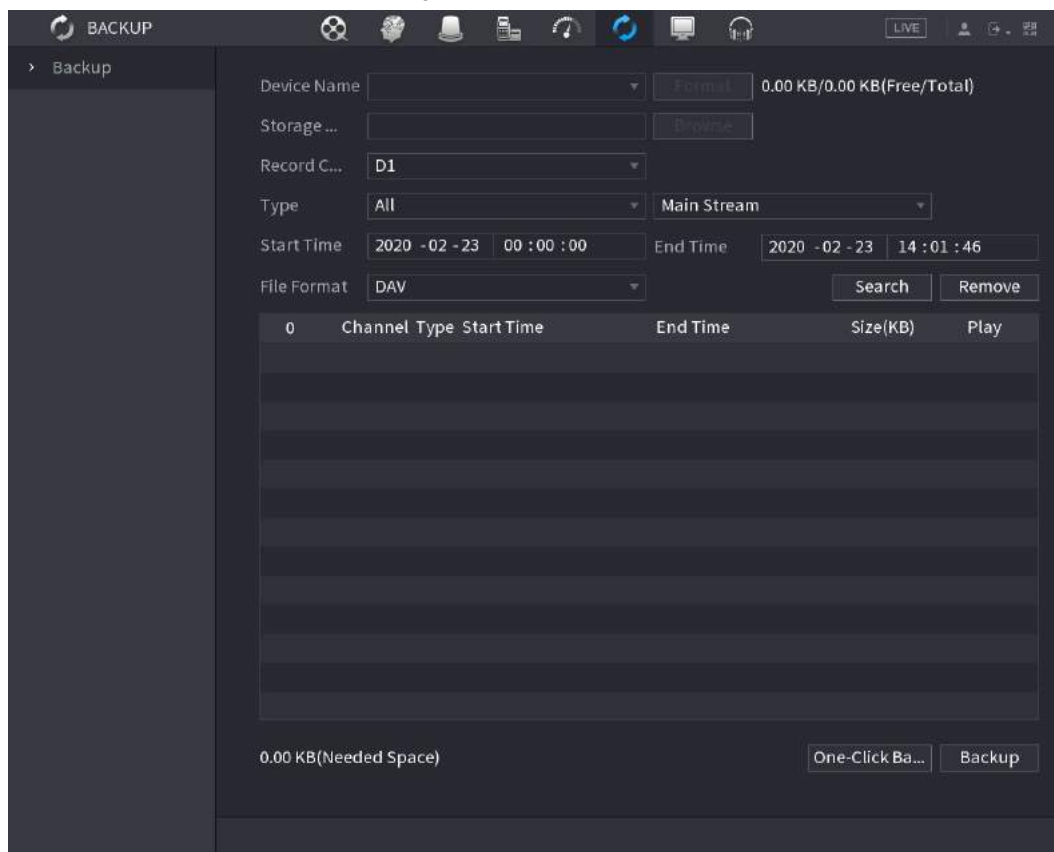 BACKUP LIVE
Backup
Device Name Format 0.00 KB/0.00 KB(Free/Total)
Storage ... Browse
Record C... D1
Type All Main Stream
Start Time 2020 - 02 - 23 00 : 00 : 00 End Time 2020 - 02 - 23 14 : 01 : 46
File Format DAV Search Remove
0 Channel Type Start Time End Time Size(KB) Play
0.00 KB(Needed Space) One-Click Ba... Backup